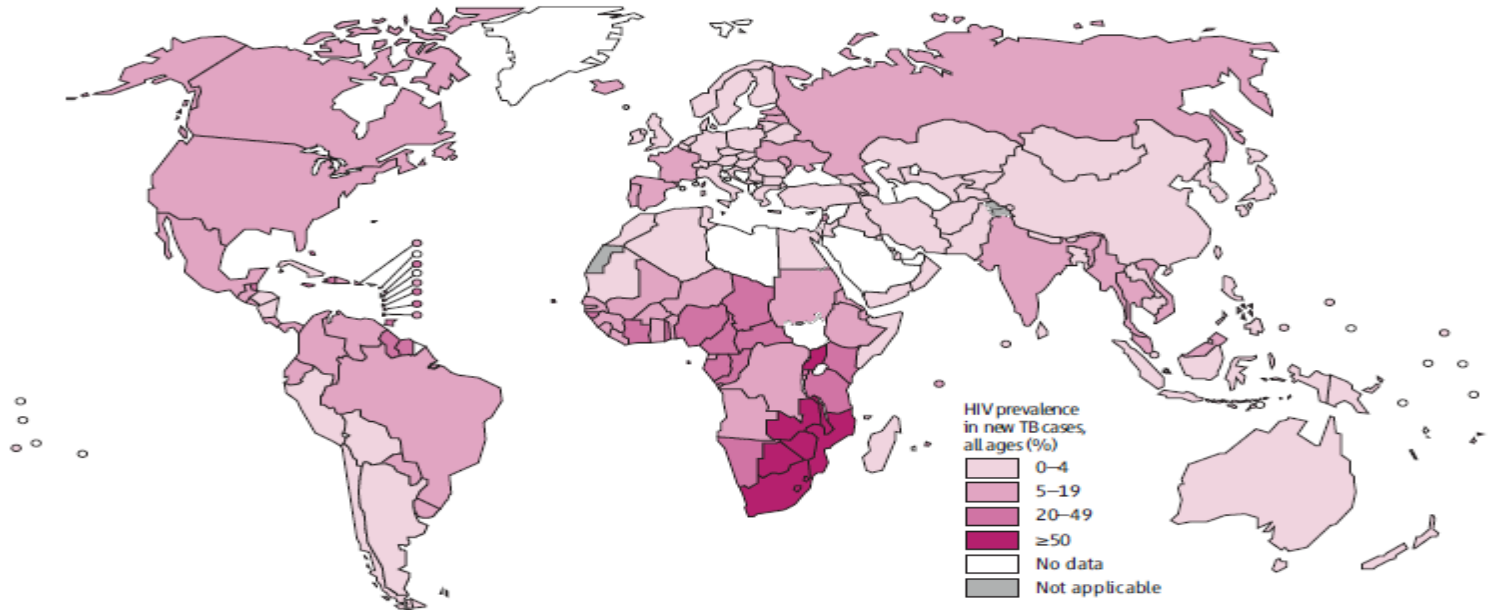 HIV prevalence
in new TB cases,
all ages (%)
0–4
5–19
20–49
≥50
No data
Not applicable